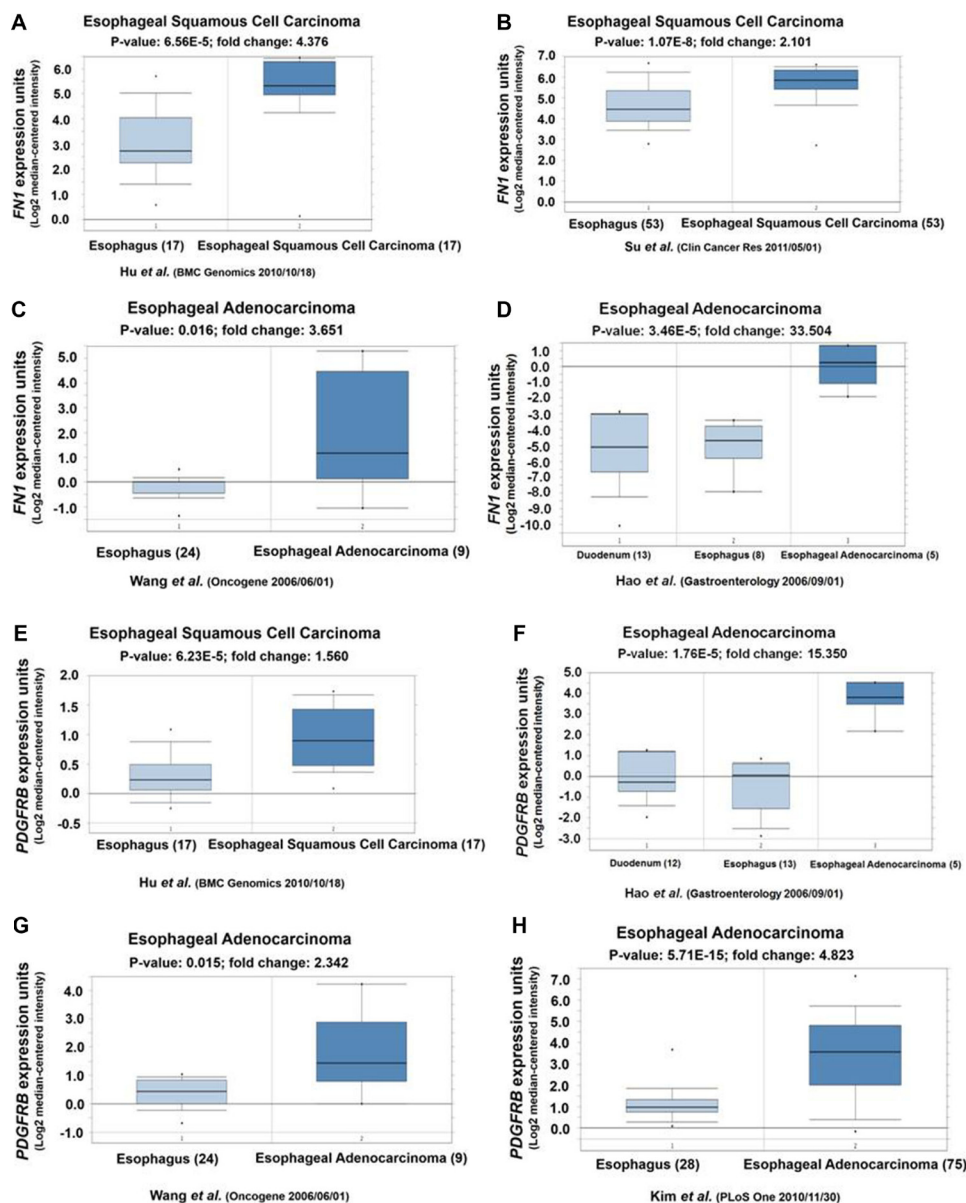 A
Esophageal Squamous Cell Carcinoma
P-value: 6.56E-5; fold change: 4.376
FN1 expression units
(Log2 median-centered intensity)
6.0
5.0
4.0
3.0
2.0
1.0
0.0
1
2
Esophagus (17)
Esophageal Squamous Cell Carcinoma (17)
Hu et al. (BMC Genomics 2010/10/18)
B
Esophageal Squamous Cell Carcinoma
P-value: 1.07E-8; fold change: 2.101
FN1 expression units
(Log2 median-centered intensity)
7.0
6.0
5.0
4.0
3.0
2.0
1.0
0.0
1
2
Esophagus (53)
Esophageal Squamous Cell Carcinoma (53)
Su et al. (Clin Cancer Res 2011/05/01)
C
Esophageal Adenocarcinoma
P-value: 0.016; fold change: 3.651
FN1 expression units
(Log2 median-centered intensity)
5.0
4.0
3.0
2.0
1.0
0.0
-1.0
1
2
Esophagus (24)
Esophageal Adenocarcinoma (9)
Wang et al. (Oncogene 2006/06/01)
D
Esophageal Adenocarcinoma
P-value: 3.46E-5; fold change: 33.504
FN1 expression units
(Log2 median-centered intensity)
1.0
0.0
-1.0
-2.0
-3.0
-4.0
-5.0
-6.0
-7.0
-8.0
-9.0
-10.0
1
2
3
Duodenum (13)
Esophagus (8)
Esophageal Adenocarcinoma (5)
Hao et al. (Gastroenterology 2006/09/01)
E
Esophageal Squamous Cell Carcinoma
P-value: 6.23E-5; fold change: 1.560
PDGFRB expression units
(Log2 median-centered intensity)
2.0
1.5
1.0
0.5
0.0
-0.5
1
2
Esophagus (17)
Esophageal Squamous Cell Carcinoma (17)
Hu et al. (BMC Genomics 2010/10/18)
F
Esophageal Adenocarcinoma
P-value: 1.76E-5; fold change: 15.350
PDGFRB expression units
(Log2 median-centered intensity)
5.0
4.0
3.0
2.0
1.0
0.0
-1.0
-2.0
-3.0
1
2
3
Duodenum (12)
Esophagus (13)
Esophageal Adenocarcinoma (5)
Hao et al. (Gastroenterology 2006/09/01)
G
Esophageal Adenocarcinoma
P-value: 0.015; fold change: 2.342
PDGFRB expression units
(Log2 median-centered intensity)
4.0
3.0
2.0
1.0
0.0
-1.0
1
2
Esophagus (24)
Esophageal Adenocarcinoma (9)
Wang et al. (Oncogene 2006/06/01)
H
Esophageal Adenocarcinoma
P-value: 5.71E-15; fold change: 4.823
PDGFRB expression units
(Log2 median-centered intensity)
7.0
6.0
5.0
4.0
3.0
2.0
1.0
0.0
1
2
Esophagus (28)
Esophageal Adenocarcinoma (75)
Kim et al. (PLoS One 2010/11/30)